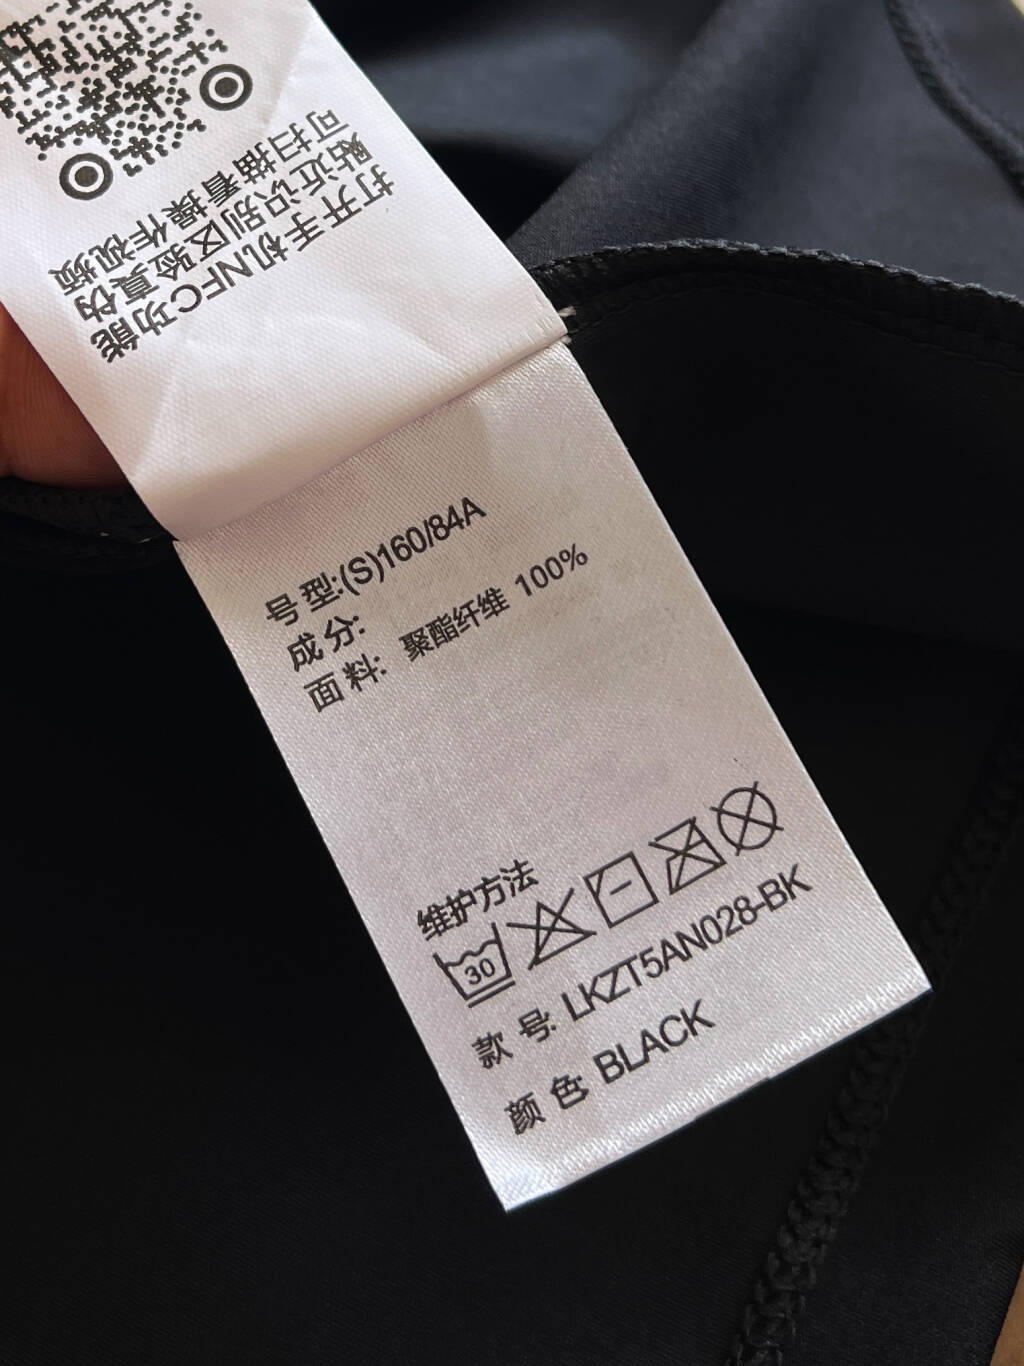 打开手机NFC功能
贴近识别区验真伪
可扫描看操作视频
号型:(S)160/84A
成分:
面料: 聚酯纤维 100%
维护方法
30
款号: LKZT5AN028-BK
颜色: BLACK